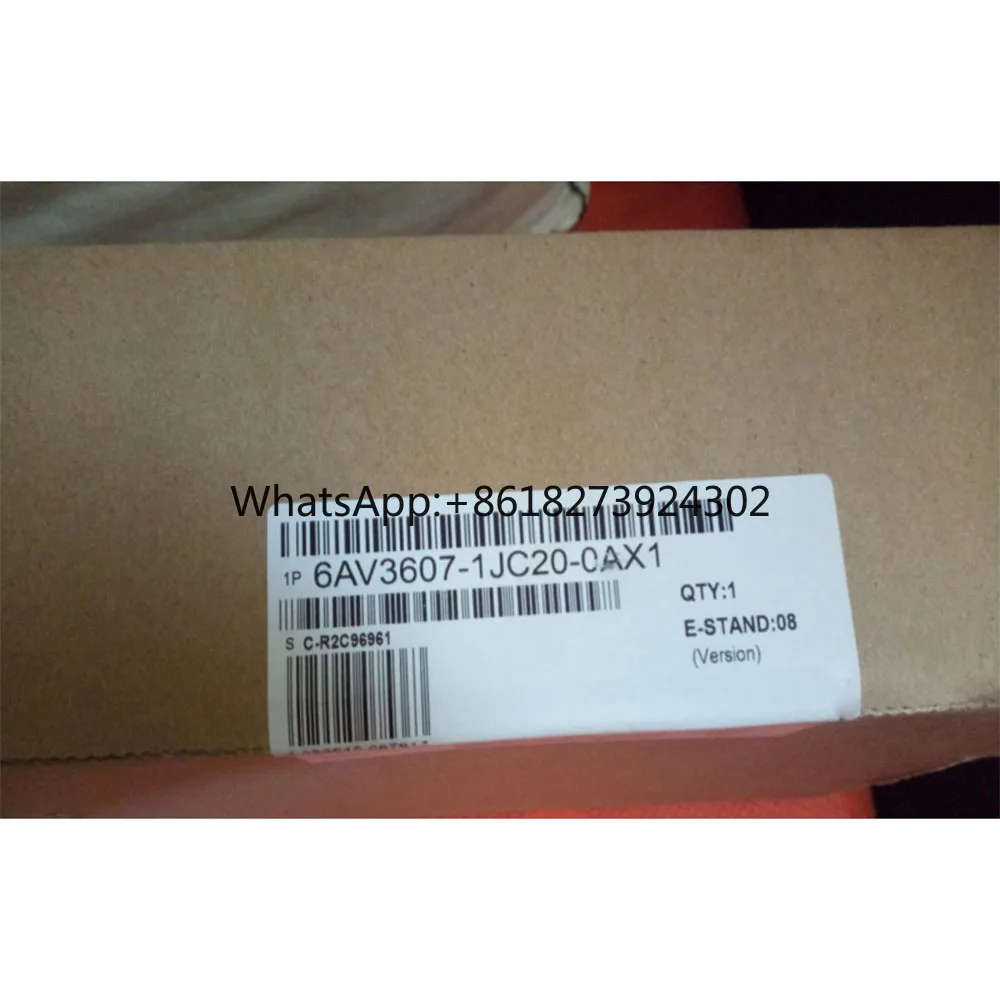 WhatsApp:+8618273924302
1P 6AV3607-1JC20-0AX1
QTY:1
S C-R2C96961
E-STAND:08
(Version)